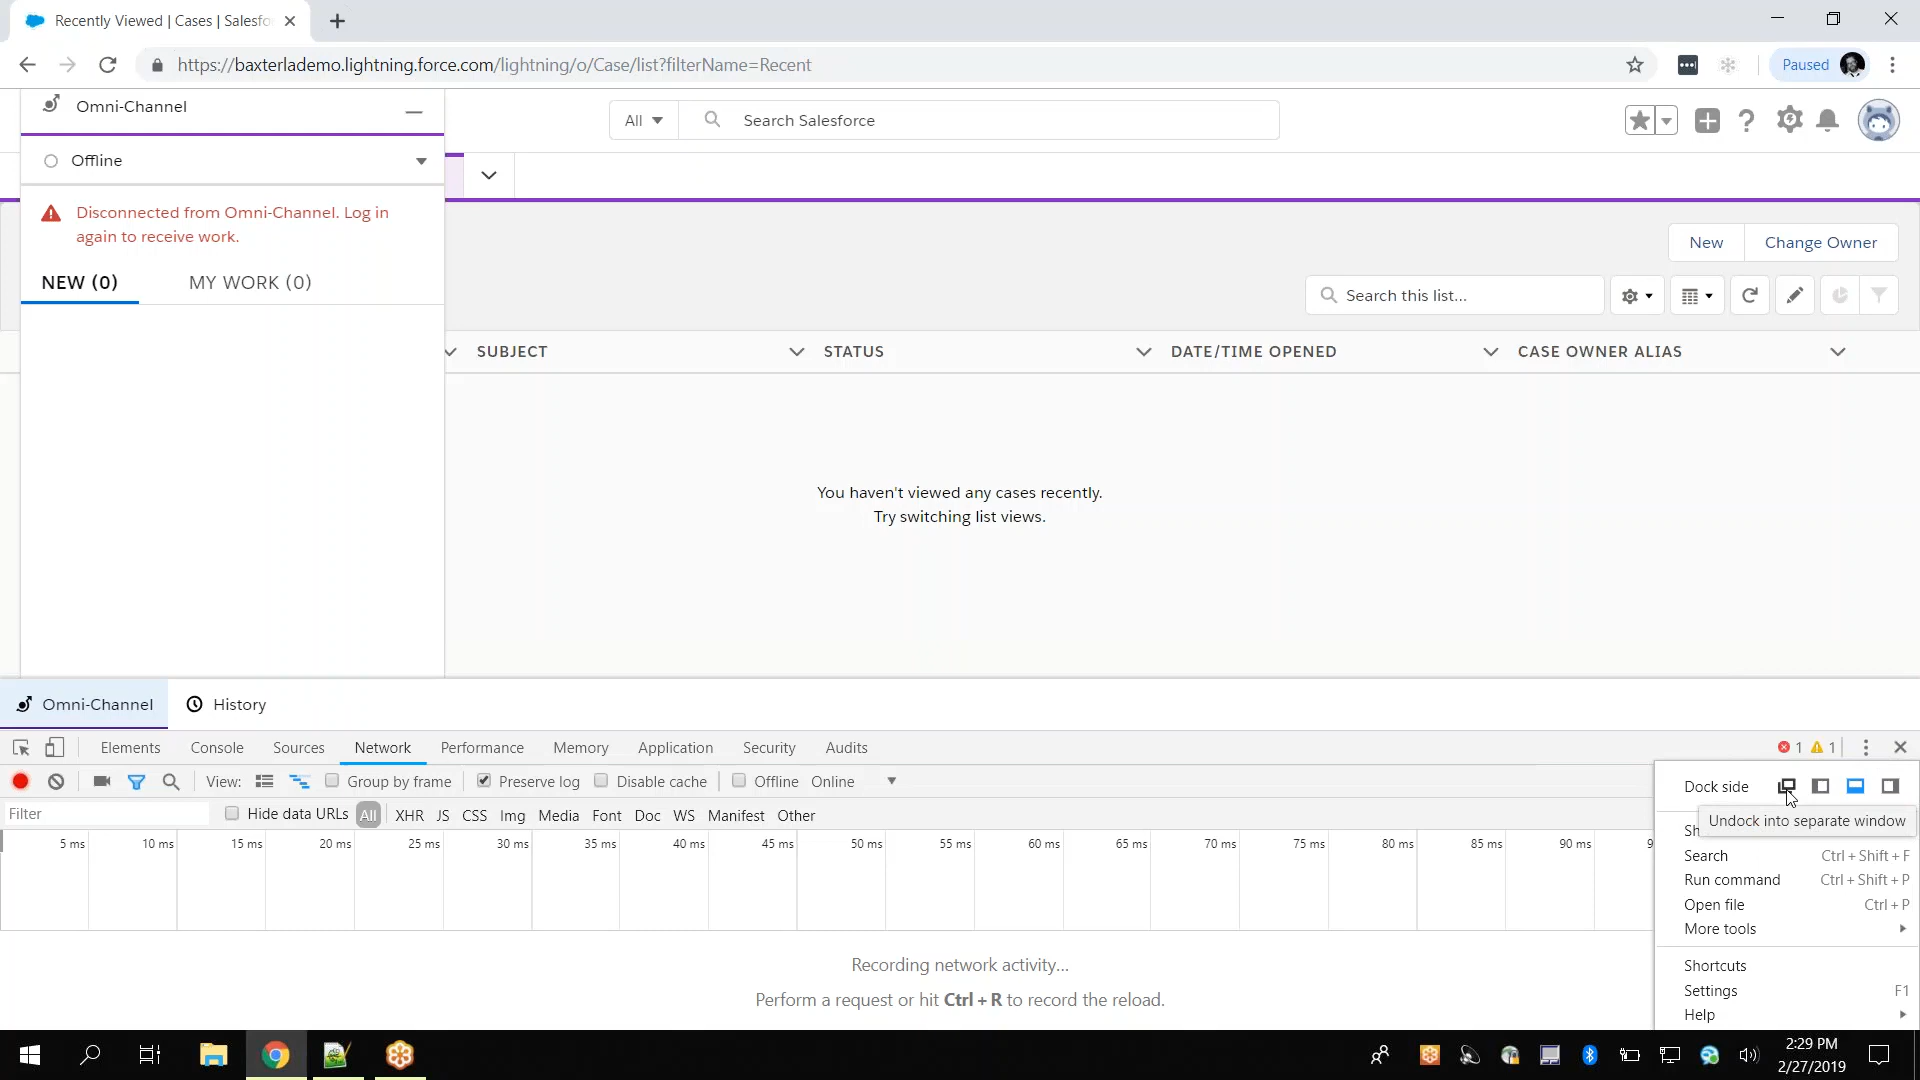 Recently Viewed | Cases | Salesfo
https://baxterlademo.lightning.force.com/lightning/o/Case/list?filterName=Recent
Paused
Omni-Channel
All
Search Salesforce
Offline
Disconnected from Omni-Channel. Log in
again to receive work.
New
Change Owner
NEW (0)
MY WORK (0)
Search this list...
SUBJECT
STATUS
DATE/TIME OPENED
CASE OWNER ALIAS
You haven't viewed any cases recently.
Try switching list views.
Omni-Channel
History
Elements
Console
Sources
Network
Performance
Memory
Application
Security
Audits
1
1
View:
Group by frame
Preserve log
Disable cache
Offline
Online
Dock side
Filter
Hide data URLs
All
XHR
JS
CSS
Img
Media
Font
Doc
WS
Manifest
Other
Undock into separate window
Sh
5 ms
10 ms
15 ms
20 ms
25 ms
30 ms
35 ms
40 ms
45 ms
50 ms
55 ms
60 ms
65 ms
70 ms
75 ms
80 ms
85 ms
90 ms
9
Search
Ctrl + Shift + F
Run command
Ctrl + Shift + P
Open file
Ctrl + P
More tools
Recording network activity...
Perform a request or hit Ctrl + R to record the reload.
Shortcuts
Settings
F1
Help
2:29 PM
2/27/2019